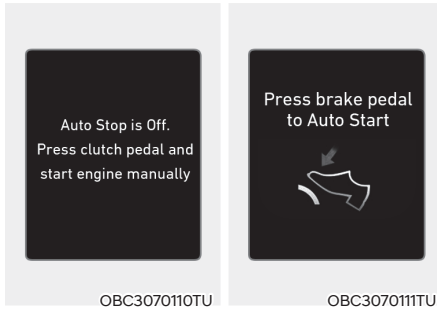 Auto Stop is Off.
Press clutch pedal and
start engine manually
OBC3070110TU
Press brake pedal
to Auto Start
OBC3070111TU